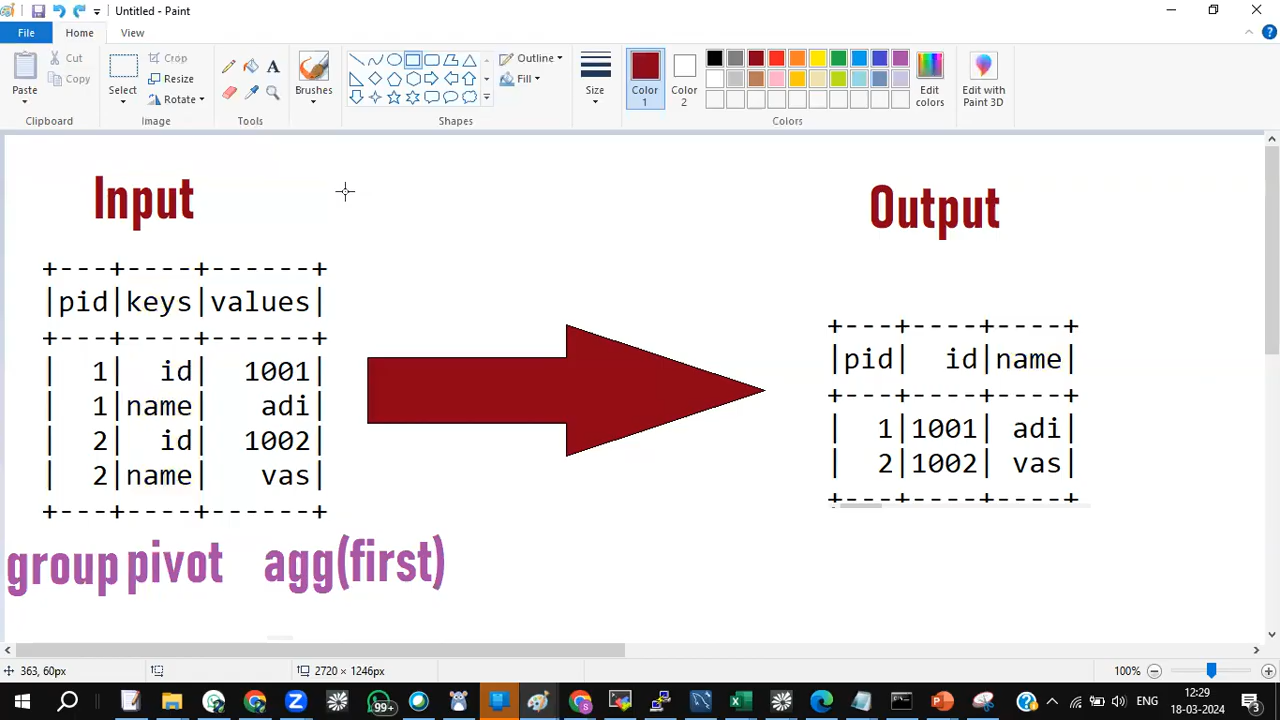 Untitled - Paint
File Home View
Paste
Cut
Copy
Clipboard
Select
Crop
Resize
Rotate
Image
A
Tools
Brushes
Outline
Fill
Shapes
Size
Color 1
Color 2
Edit colors
Colors
Edit with Paint 3D
Input
+---+----+------+
|pid|keys|values|
+---+----+------+
|  1|  id|  1001|
|  1|name|   adi|
|  2|  id|  1002|
|  2|name|   vas|
+---+----+------+
group pivot agg(first)
Output
+---+----+----+
|pid|  id|name|
+---+----+----+
|  1|1001| adi|
|  2|1002| vas|
+---+----+----+
363, 60px
2720 × 1246px
100%
99+
ENG
12:29
18-03-2024
3